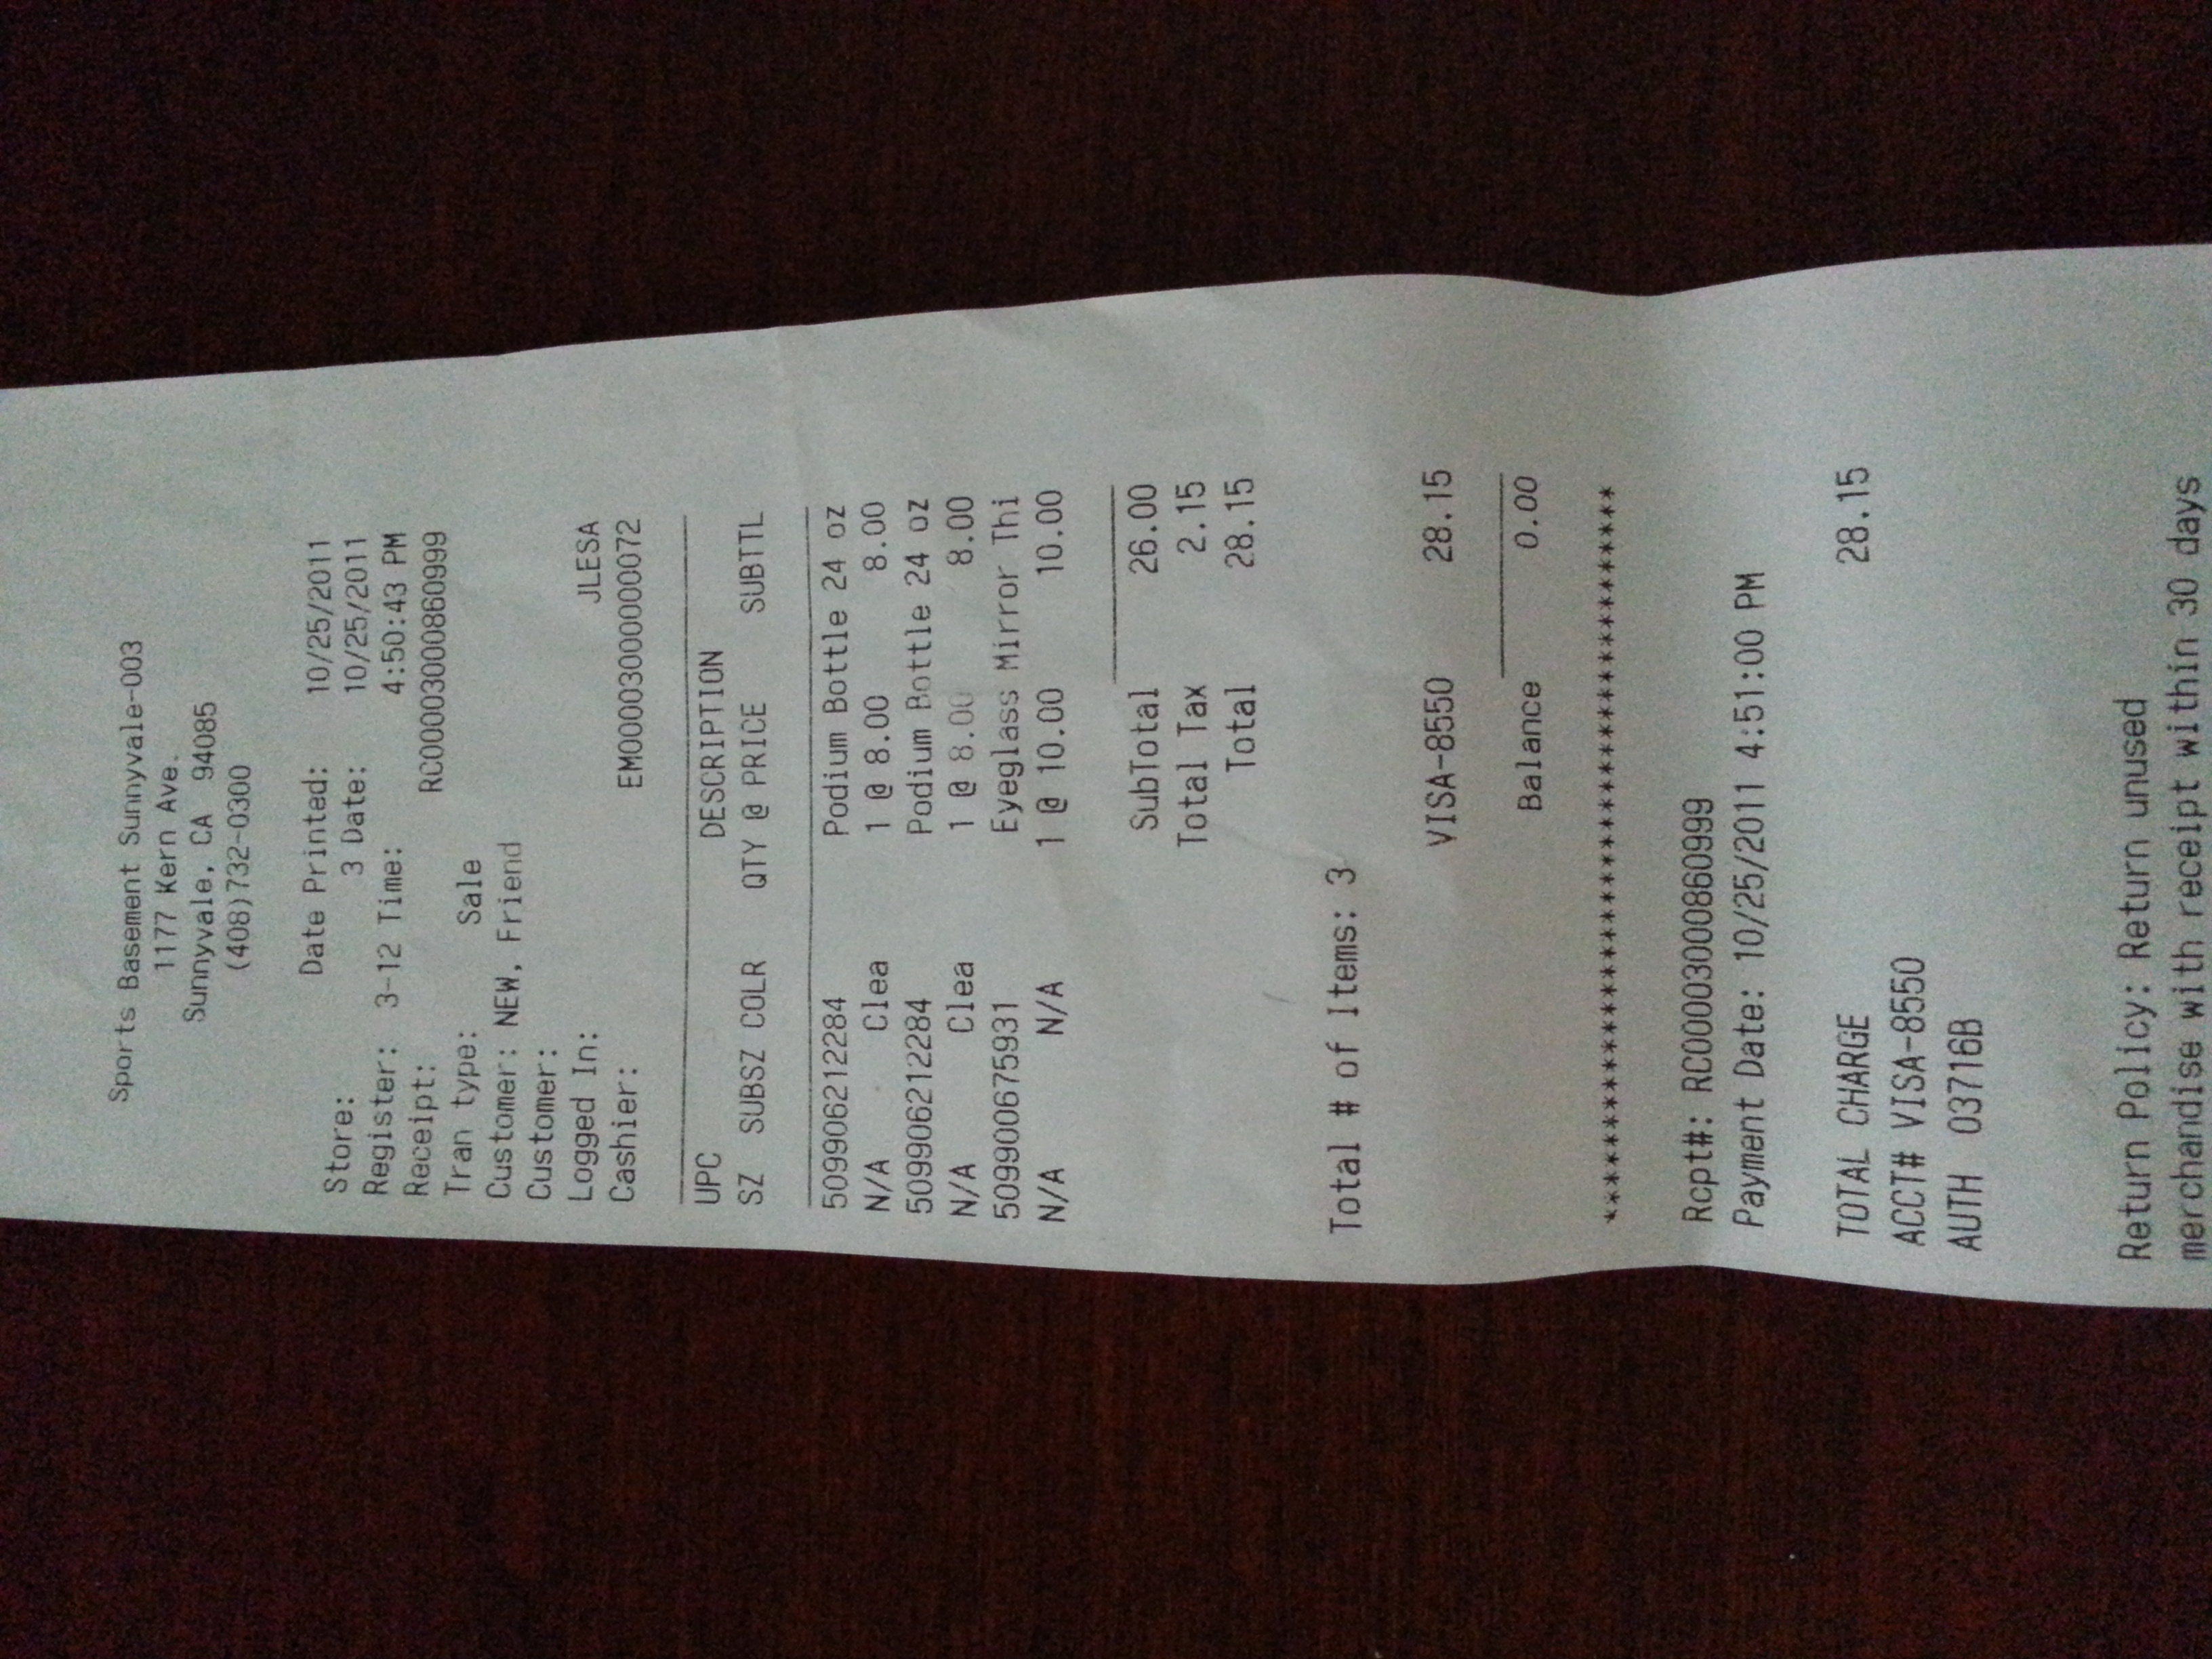 Sports Basement Sunnyvale-003
1177 Kern Ave.
Sunnyvale, CA 94085
(408)732-0300
Date Printed: 10/25/2011
Store: 3 Date: 10/25/2011
Register: 3-12 Time: 4:50:43 PM
Receipt: RC00003000860999
Tran type: Sale
Customer: NEW, Friend
Customer:
Logged In: JLESA
Cashier: EM00003000000072
UPC DESCRIPTION
SZ SUBSZ COLR QTY @ PRICE SUBTTL
509906212284 Podium Bottle 24 oz
N/A Clea 1 @ 8.00 8.00
509906212284 Podium Bottle 24 oz
N/A Clea 1 @ 8.00 8.00
509900675931 Eyeglass Mirror Thi
N/A N/A 1 @ 10.00 10.00
SubTotal 26.00
Total Tax 2.15
Total 28.15
Total # of Items: 3
VISA-8550 28.15
Balance 0.00
****************************************
Rcpt#: RC00003000860999
Payment Date: 10/25/2011 4:51:00 PM
TOTAL CHARGE 28.15
ACCT# VISA-8550
AUTH 03716B
Return Policy: Return unused
merchandise with receipt within 30 days